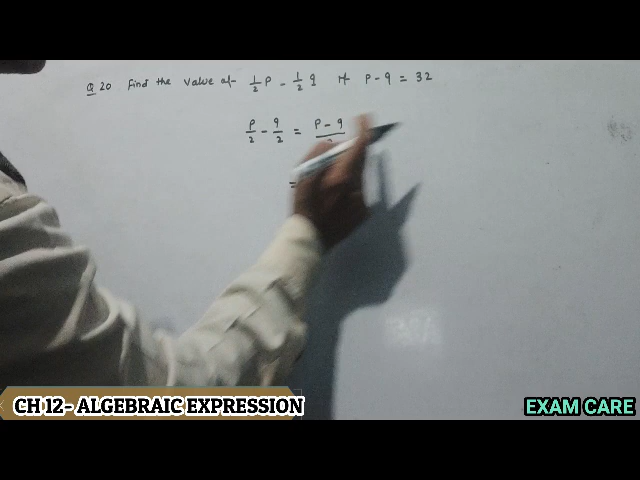 Q 20 Find the value of 1/2 P - 1/2 q if P - q = 32
P/2 - q/2 = P - q
=
CH 12- ALGEBRAIC EXPRESSION
EXAM CARE